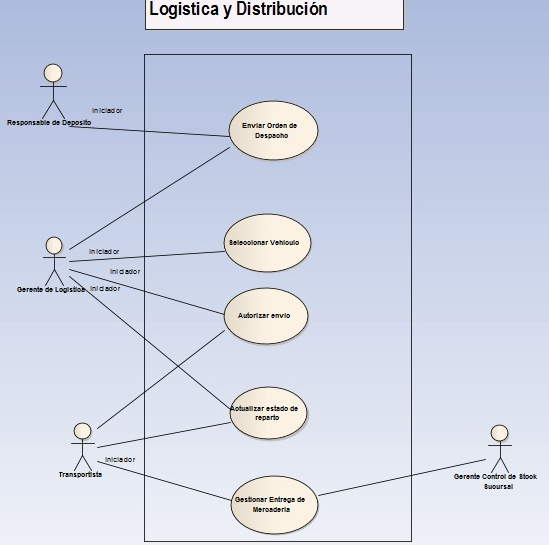 Logistica y Distribución
Iniciador
Responsable de Deposito
Enviar Orden de
Despacho
Iniciador
Seleccionar Vehiculo
Iniciador
Gerente de Logistica
Iniciador
Autorizar envio
Actualizar estado de
reparto
Iniciador
Transportista
Gestionar Entrega de
Mercaderia
Gerente Control de Stock
Sucursal